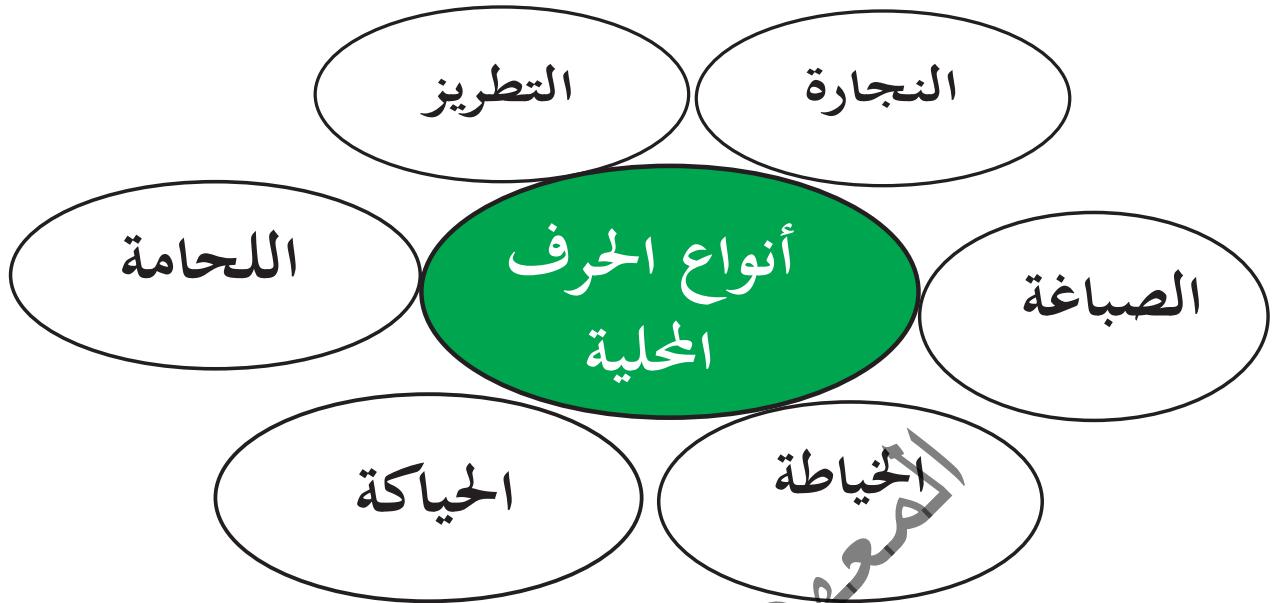 النجارة
التطريز
أنواع الحرف
المحلية
اللحامة
الصباغة
الخياطة
الحياكة